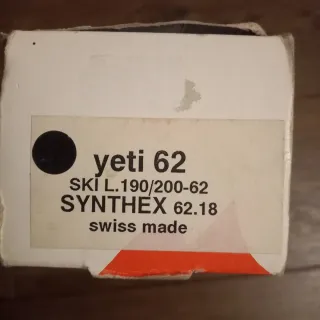 yeti 62
SKI L.190/200-62
SYNTHEX 62.18
swiss made